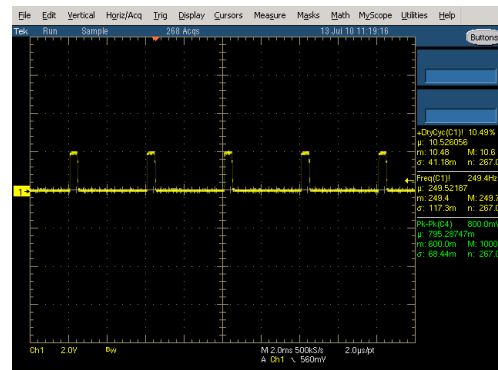 File Edit Vertical Horiz/Acq Trig Display Cursors Measure Masks Math MyScope Utilities Help
Tek Run Sample 268 Acqs 13 Jul 10 11:19:16 Buttons
+DtyCyc(C1)! 10.49%
µ: 10.526056
m: 10.48 M: 10.6
σ: 41.18m n: 267.0
Freq(C1)! 249.4Hz
µ: 249.52187
m: 249.4 M: 249.7
σ: 117.3m n: 267.0
Pk-Pk(C4) 800.0mV
µ: 795.28747m
m: 600.0m M: 1000
σ: 68.44m n: 267.0
1
Ch1 2.0V Bw M 2.0ms 500kS/s 2.0µs/pt
A Ch1 \ 560mV